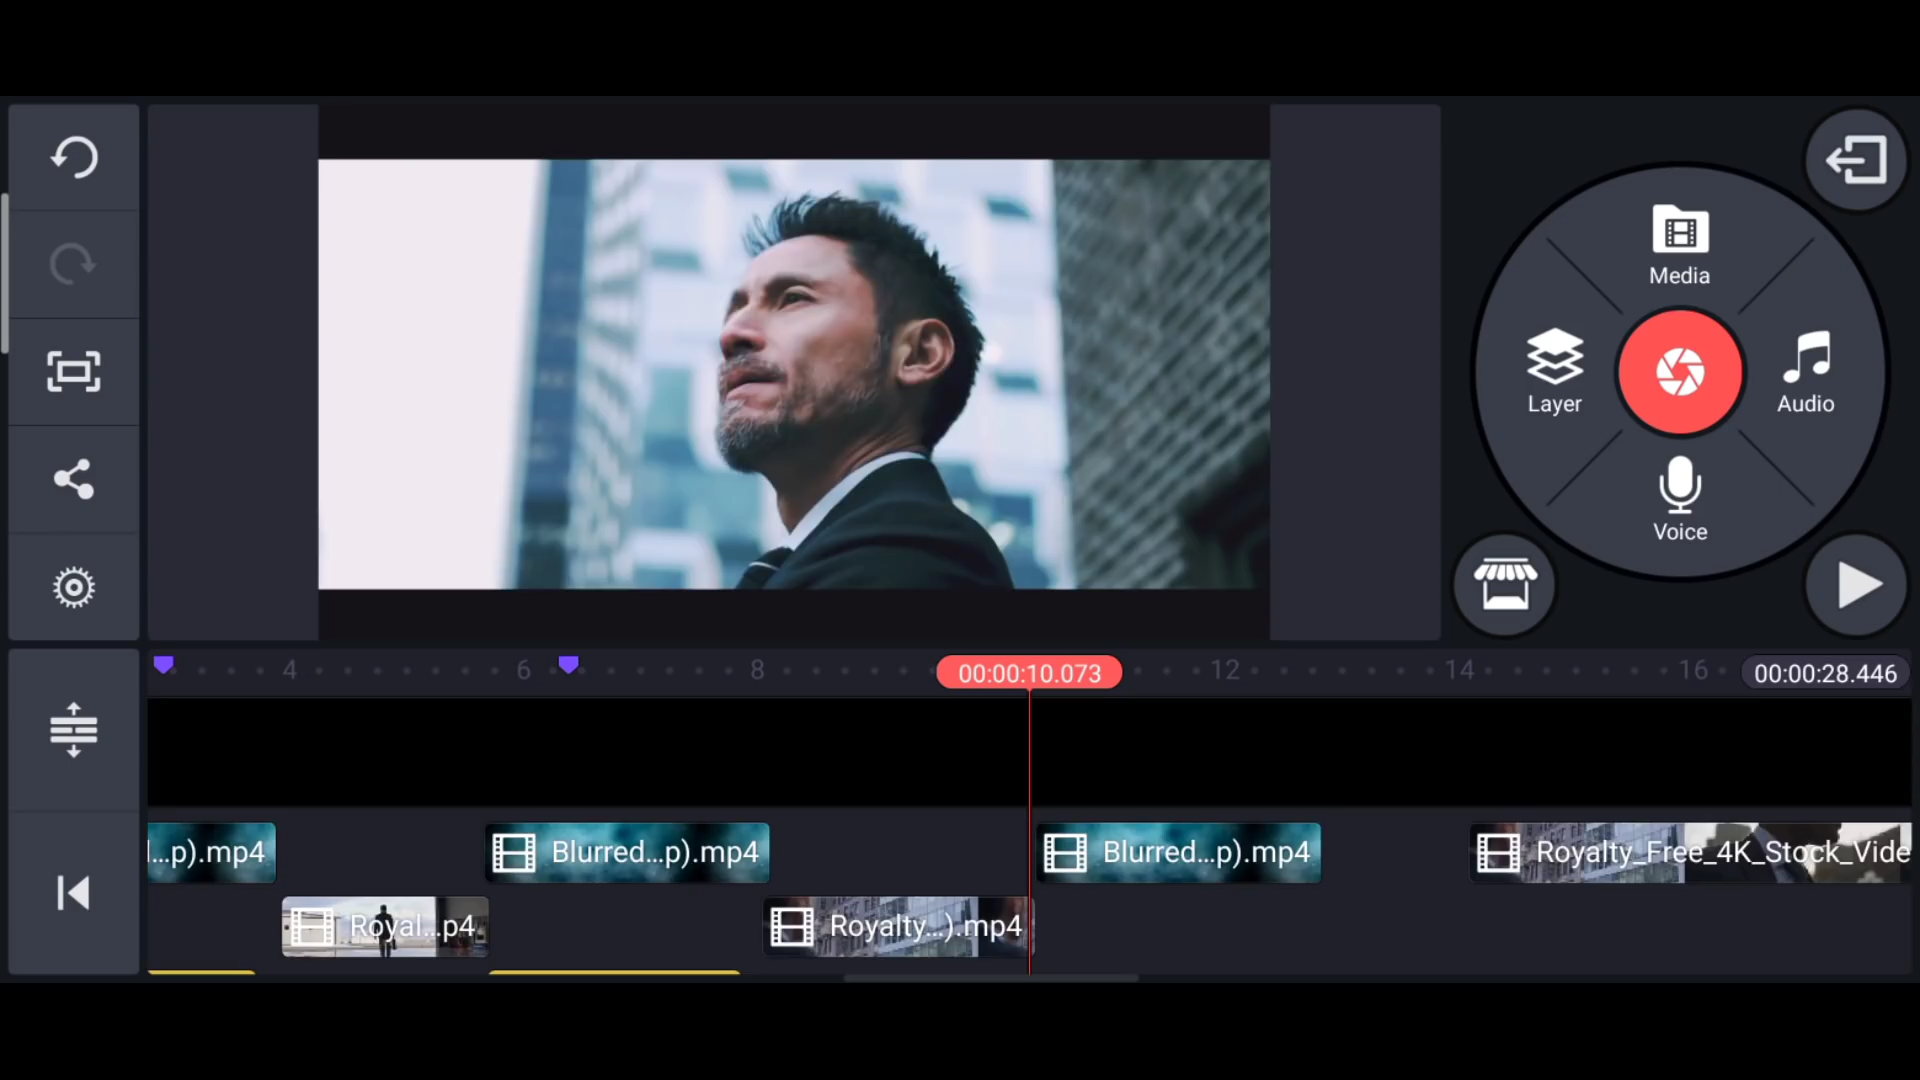 Media
Layer
Audio
Voice
4
6
8
00:00:10.073
12
14
16
00:00:28.446
l...p).mp4
Blurred...p).mp4
Blurred...p).mp4
Royalty_Free_4K_Stock_Vide
Royal...p4
Royalty...).mp4